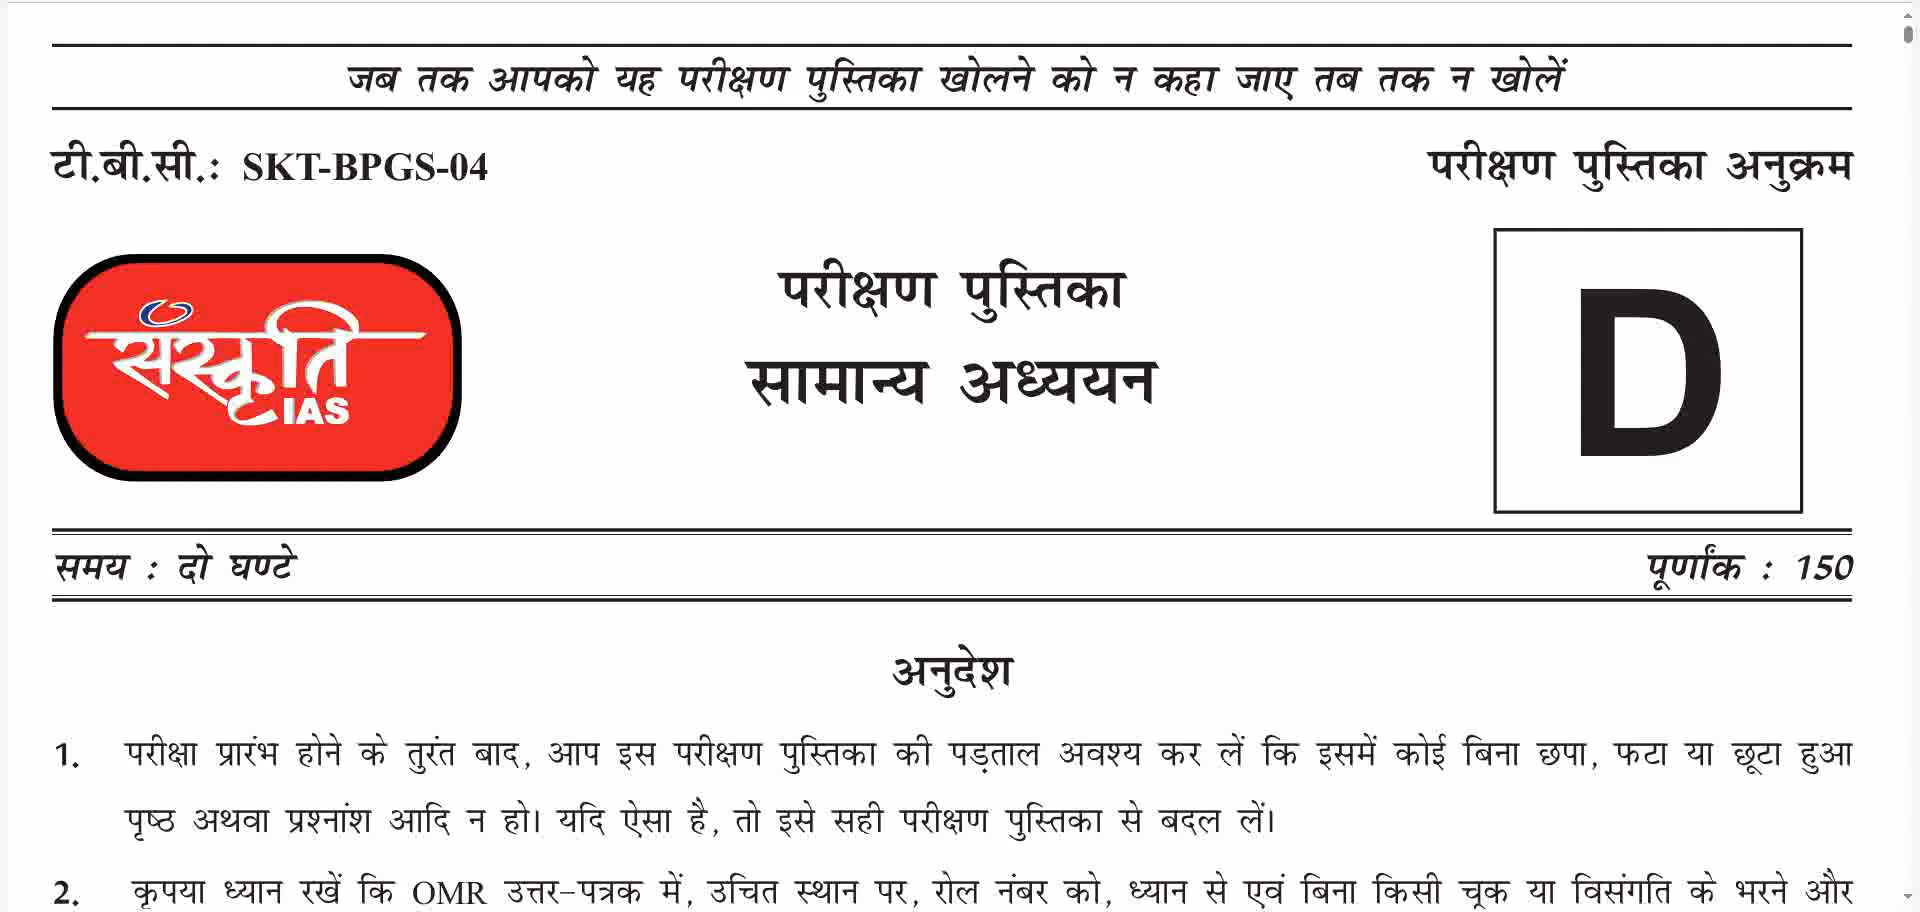 जब तक आपको यह परीक्षण पुस्तिका खोलने को न कहा जाए तब तक न खोलें
टी.बी.सी.: SKT-BPGS-04
परीक्षण पुस्तिका अनुक्रम
संस्कृति
IAS
परीक्षण पुस्तिका
सामान्य अध्ययन
D
समय : दो घण्टे
पूर्णांक : 150
अनुदेश
1. परीक्षा प्रारंभ होने के तुरंत बाद, आप इस परीक्षण पुस्तिका की पड़ताल अवश्य कर लें कि इसमें कोई बिना छपा, फटा या छूटा हुआ
पृष्ठ अथवा प्रश्नांश आदि न हो। यदि ऐसा है, तो इसे सही परीक्षण पुस्तिका से बदल लें।
2. कृपया ध्यान रखें कि OMR उत्तर-पत्रक में, उचित स्थान पर, रोल नंबर को, ध्यान से एवं बिना किसी चूक या विसंगति के भरने और